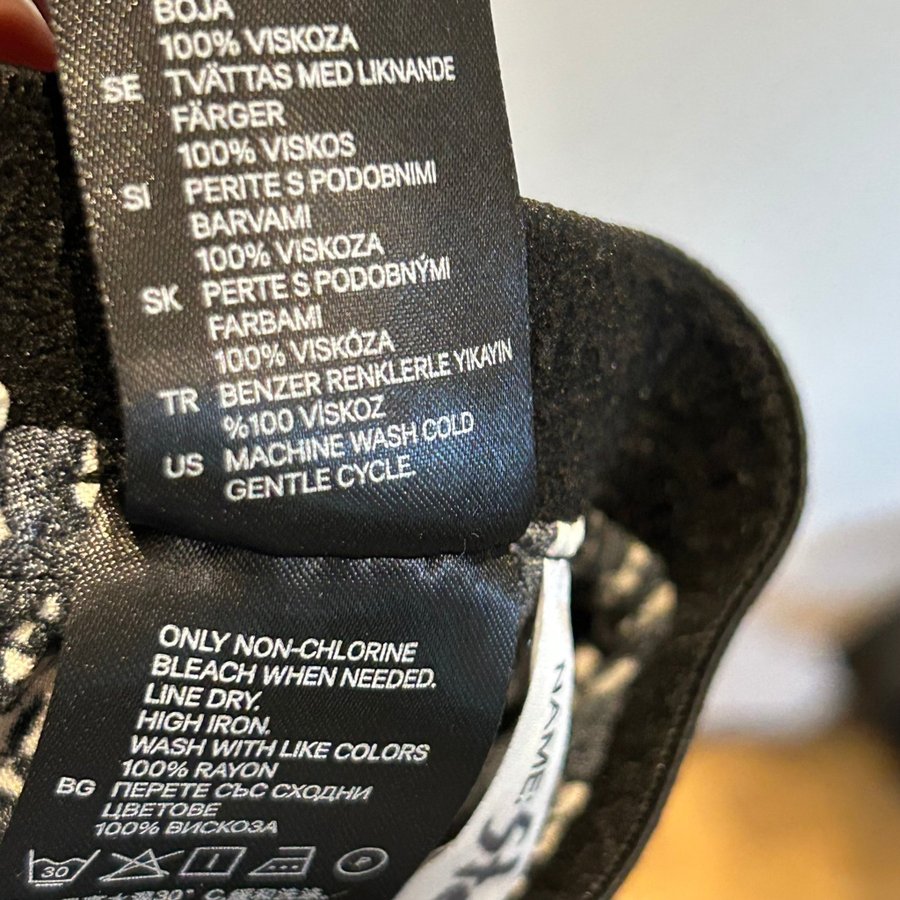 BOJA
100% VISKOZA
SE TVÄTTAS MED LIKNANDE
FÄRGER
100% VISKOS
SI PERITE S PODOBNIMI
BARVAMI
100% VISKOZA
SK PERTE S PODOBNÝMI
FARBAMI
100% VISKÓZA
TR BENZER RENKLERLE YIKAYIN
%100 VİSKOZ
US MACHINE WASH COLD
GENTLE CYCLE
ONLY NON-CHLORINE
BLEACH WHEN NEEDED.
LINE DRY.
HIGH IRON.
WASH WITH LIKE COLORS
100% RAYON
BG ПЕРЕТЕ СЪС СХОДНИ
ЦВЕТОВЕ
100% ВИСКОЗА
30 P
NAME: